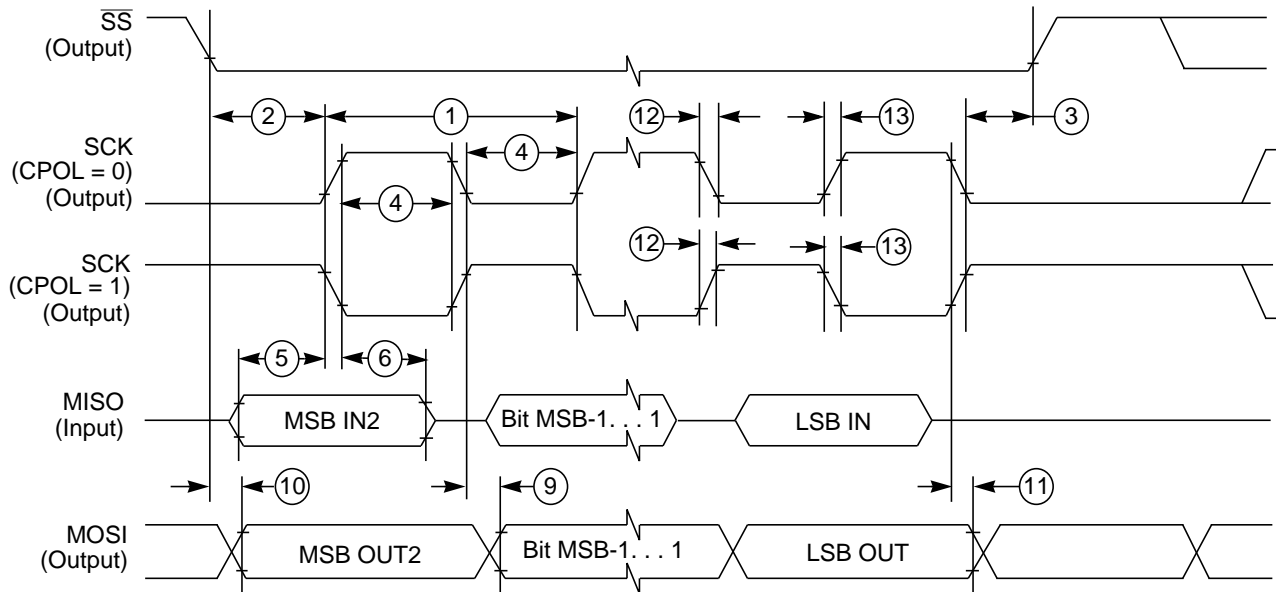 SS
(Output)
2
1
12
13
3
SCK
(CPOL = 0)
(Output)
4
4
12
13
SCK
(CPOL = 1)
(Output)
5
6
MISO
(Input)
MSB IN2
Bit MSB-1. . . 1
LSB IN
10
9
11
MOSI
(Output)
MSB OUT2
Bit MSB-1. . . 1
LSB OUT